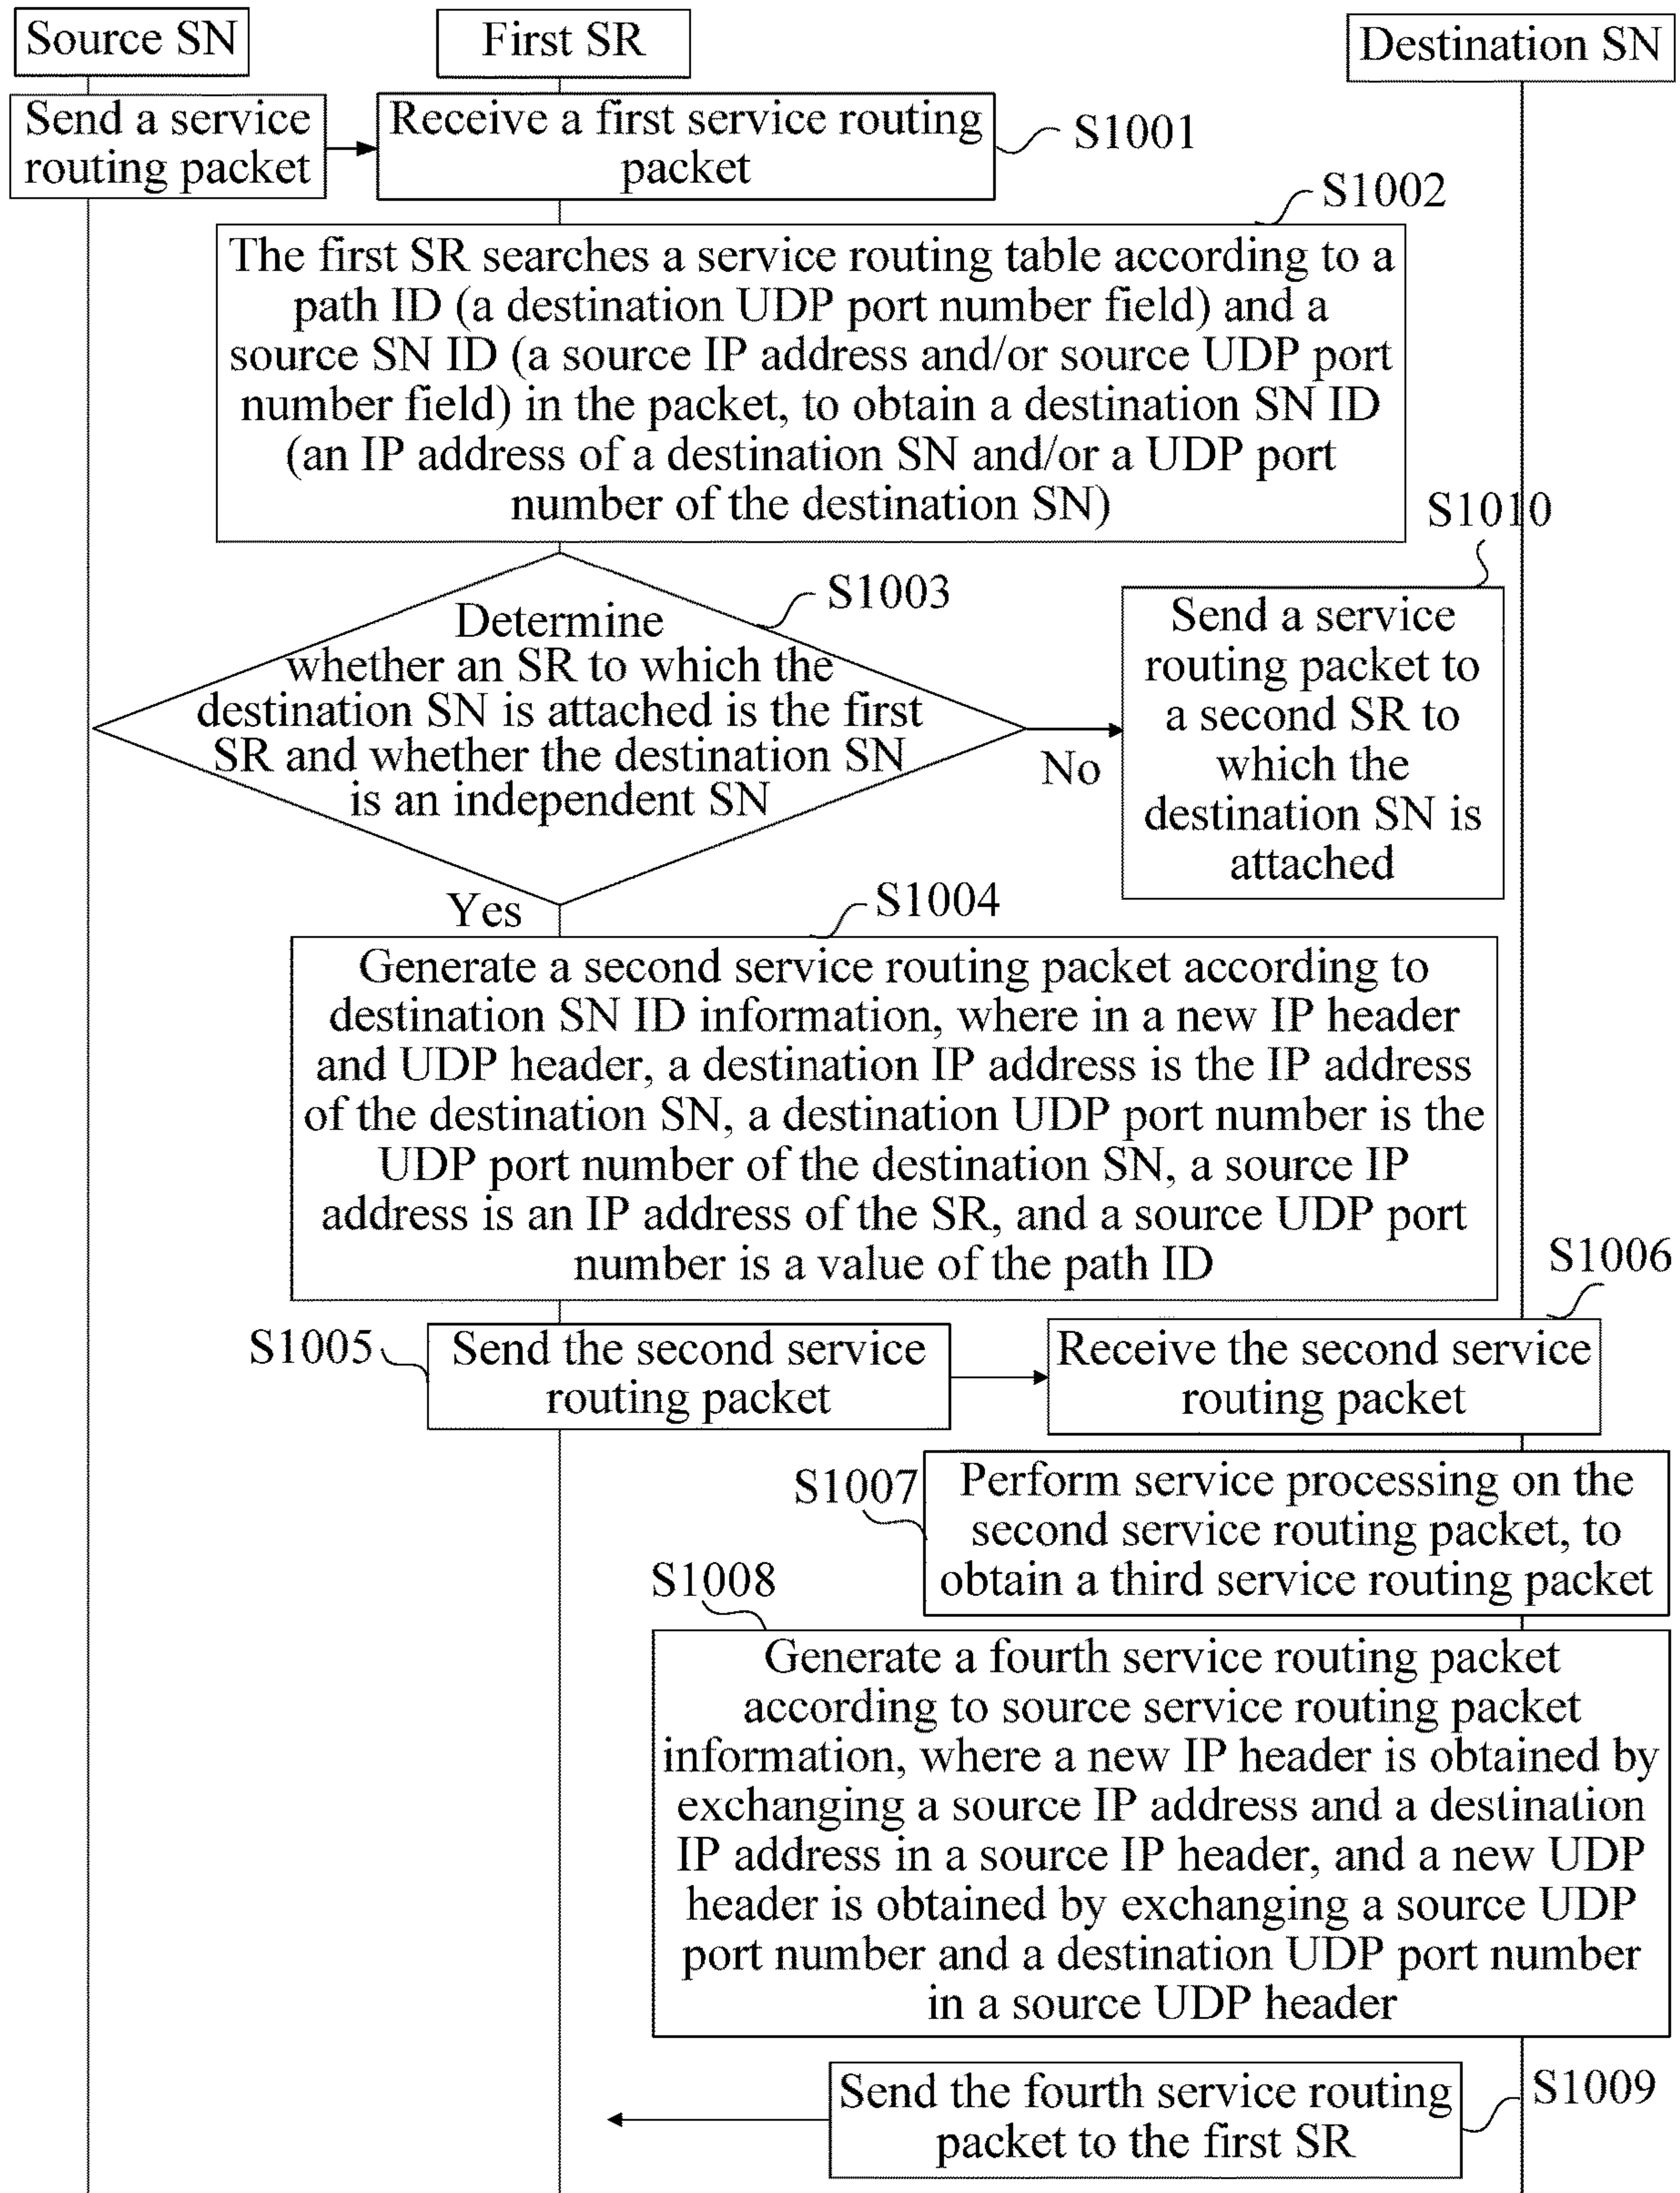 Source SN
First SR
Destination SN
Send a service
routing packet
Receive a first service routing
packet
S1001
S1002
The first SR searches a service routing table according to a
path ID (a destination UDP port number field) and a
source SN ID (a source IP address and/or source UDP port
number field) in the packet, to obtain a destination SN ID
(an IP address of a destination SN and/or a UDP port
number of the destination SN)
S1003
Determine
whether an SR to which the
destination SN is attached is the first
SR and whether the destination SN
is an independent SN
No
S1010
Send a service
routing packet to
a second SR to
which the
destination SN is
attached
Yes
S1004
Generate a second service routing packet according to
destination SN ID information, where in a new IP header
and UDP header, a destination IP address is the IP address
of the destination SN, a destination UDP port number is the
UDP port number of the destination SN, a source IP
address is an IP address of the SR, and a source UDP port
number is a value of the path ID
S1005
Send the second service
routing packet
S1006
Receive the second service
routing packet
S1007
Perform service processing on the
second service routing packet, to
obtain a third service routing packet
S1008
Generate a fourth service routing packet
according to source service routing packet
information, where a new IP header is obtained by
exchanging a source IP address and a destination
IP address in a source IP header, and a new UDP
header is obtained by exchanging a source UDP
port number and a destination UDP port number
in a source UDP header
Send the fourth service routing
packet to the first SR
S1009